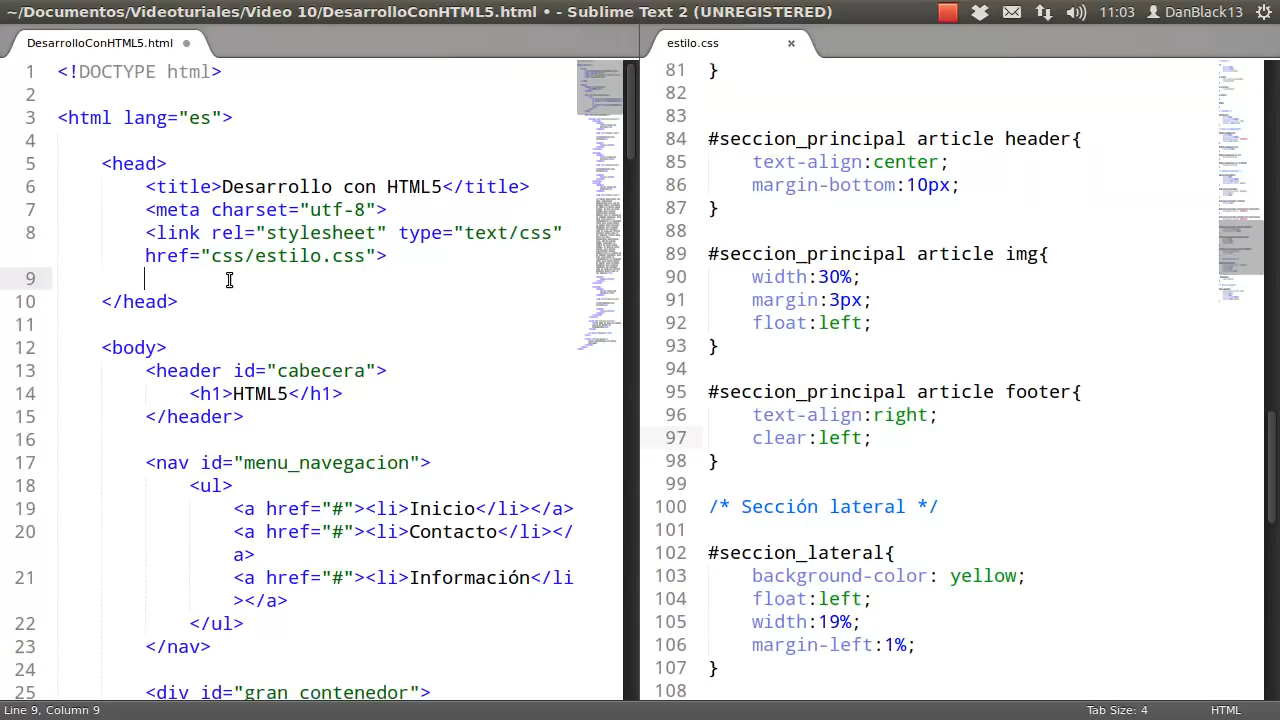 ~/Documentos/Videoturiales/Video 10/DesarrolloConHTML5.html • - Sublime Text 2 (UNREGISTERED)
11:03 DanBlack13
DesarrolloConHTML5.html
1 <!DOCTYPE html>
2
3 <html lang="es">
4
5 <head>
6 <title>Desarrollo con HTML5</title>
7 <meta charset="utf-8">
8 <link rel="stylesheet" type="text/css"
href="css/estilo.css">
9
10 </head>
11
12 <body>
13 <header id="cabecera">
14 <h1>HTML5</h1>
15 </header>
16
17 <nav id="menu_navegacion">
18 <ul>
19 <a href="#"><li>Inicio</li></a>
20 <a href="#"><li>Contacto</li></
a>
21 <a href="#"><li>Información</li
></a>
22 </ul>
23 </nav>
24
25 <div id="gran_contenedor">
estilo.css ×
81 }
82
83
84 #seccion_principal article header{
85 text-align:center;
86 margin-bottom:10px;
87 }
88
89 #seccion_principal article img{
90 width:30%;
91 margin:3px;
92 float:left;
93 }
94
95 #seccion_principal article footer{
96 text-align:right;
97 clear:left;
98 }
99
100 /* Sección lateral */
101
102 #seccion_lateral{
103 background-color: yellow;
104 float:left;
105 width:19%;
106 margin-left:1%;
107 }
108
Line 9, Column 9
Tab Size: 4
HTML